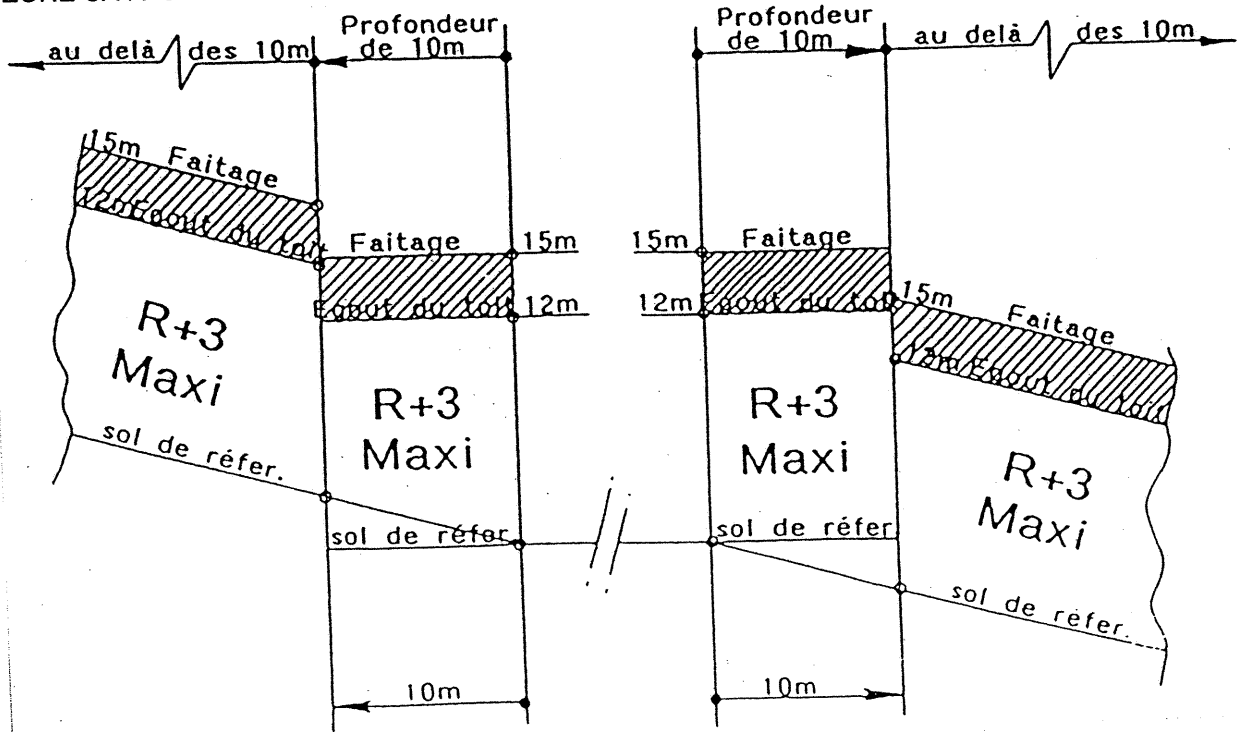 Profondeur
de 10m
au delà des 10m
Profondeur
de 10m
au delà des 10m
15m Faitage
12m Egout du toit
Faitage 15m
Egout du toit 12m
15m Faitage
12m Egout du toit
15m Faitage
12m Egout du toit
R+3
Maxi
R+3
Maxi
R+3
Maxi
R+3
Maxi
sol de réfer.
sol de réfer
sol de réfer
sol de réfer.
10m
10m